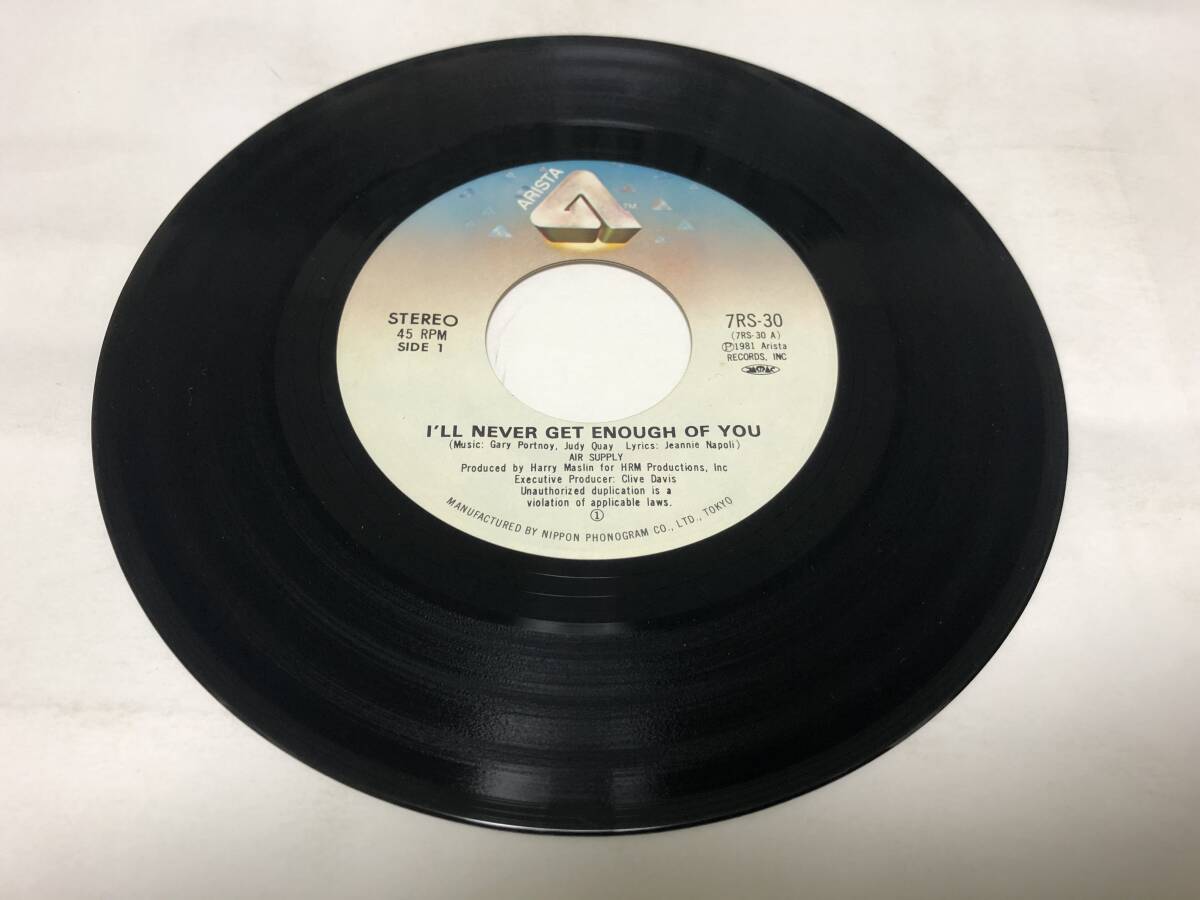 ARISTA
TM
STEREO
45 RPM
SIDE 1
7RS-30
(7RS-30 A)
Ⓟ1981 Arista
RECORDS, INC
I'LL NEVER GET ENOUGH OF YOU
(Music: Gary Portnoy, Judy Quay Lyrics: Jeannie Napoli)
AIR SUPPLY
Produced by Harry Maslin for HRM Productions, Inc
Executive Producer: Clive Davis
Unauthorized duplication is a
violation of applicable laws.
①
MANUFACTURED BY NIPPON PHONOGRAM CO., LTD., TOKYO